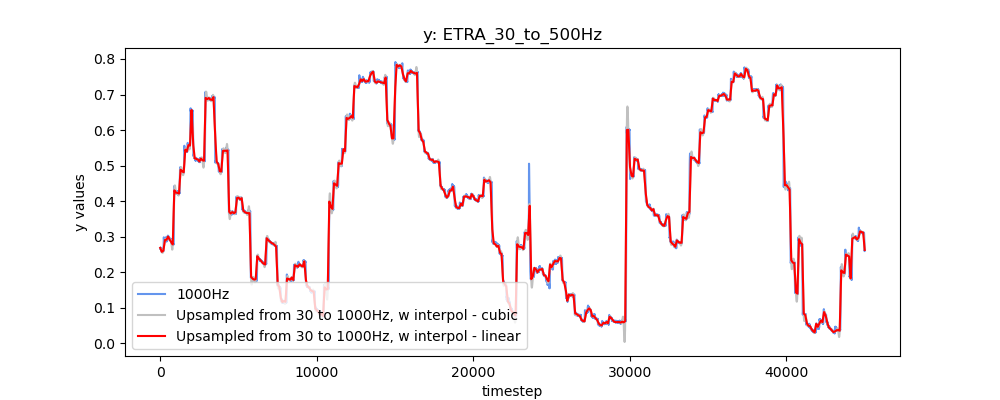 y: ETRA_30_to_500Hz
0.8
0.7
0.6
0.5
0.4
0.3
0.2
0.1
0.0
y values
1000Hz
Upsampled from 30 to 1000Hz, w interpol - cubic
Upsampled from 30 to 1000Hz, w interpol - linear
0 10000 20000 30000 40000
timestep